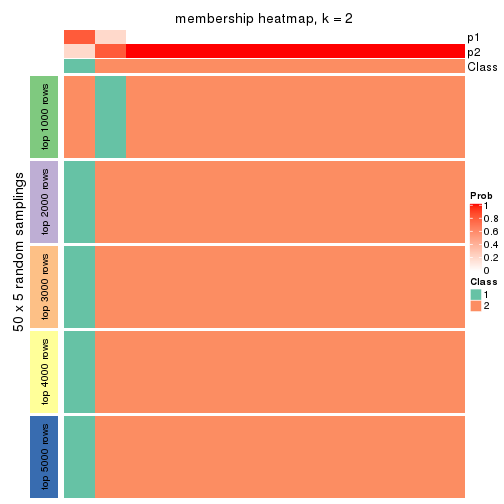 membership heatmap, k = 2
p1
p2
Class
50 x 5 random samplings
top 1000 rows
top 2000 rows
top 3000 rows
top 4000 rows
top 5000 rows
Prob
1
0.8
0.6
0.4
0.2
0
Class
1
2